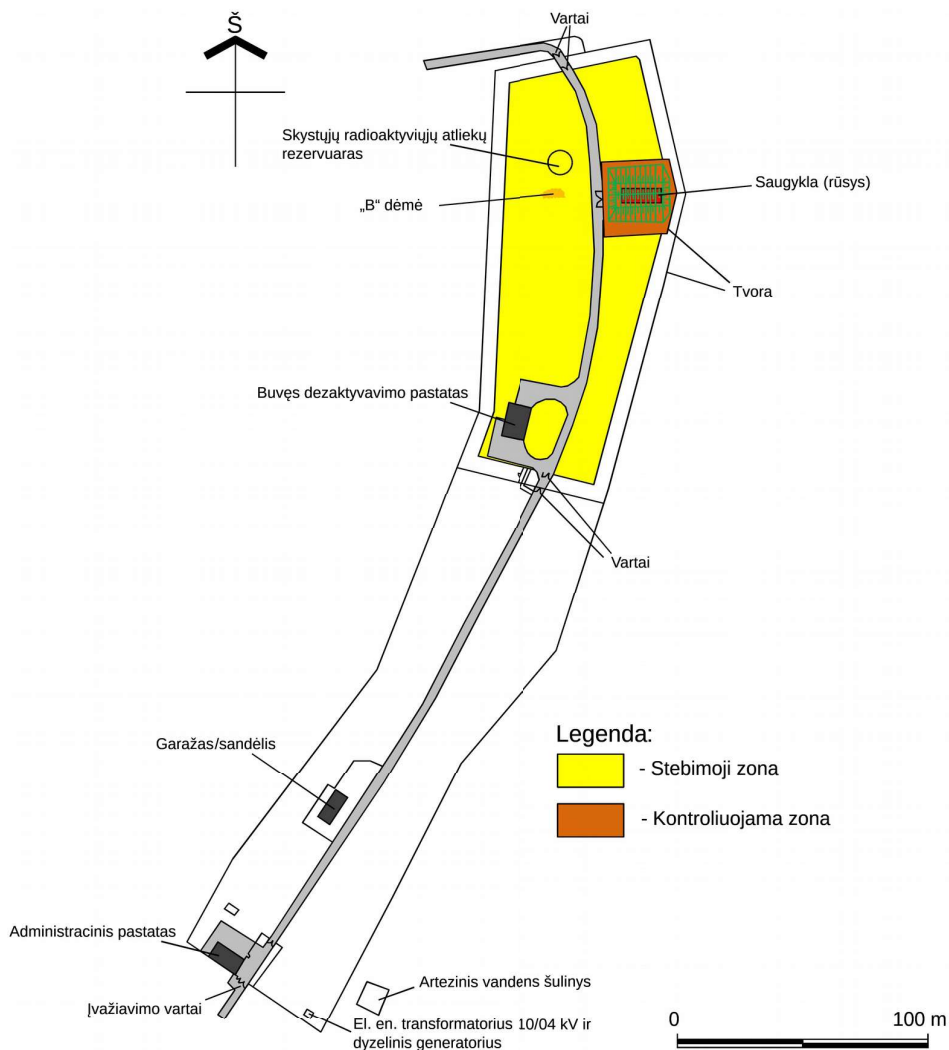 Š
Vartai
Skystųjų radioaktyviųjų atliekų
rezervuaras
Saugykla (rūsys)
„B“ dėmė
Tvora
Buvęs dezaktyvavimo pastatas
Vartai
Legenda:
Garažas/sandėlis
- Stebimoji zona
- Kontroliuojama zona
Administracinis pastatas
Artezinis vandens šulinys
Įvažiavimo vartai
El. en. transformatorius 10/04 kV ir
dyzelinis generatorius
0
100 m